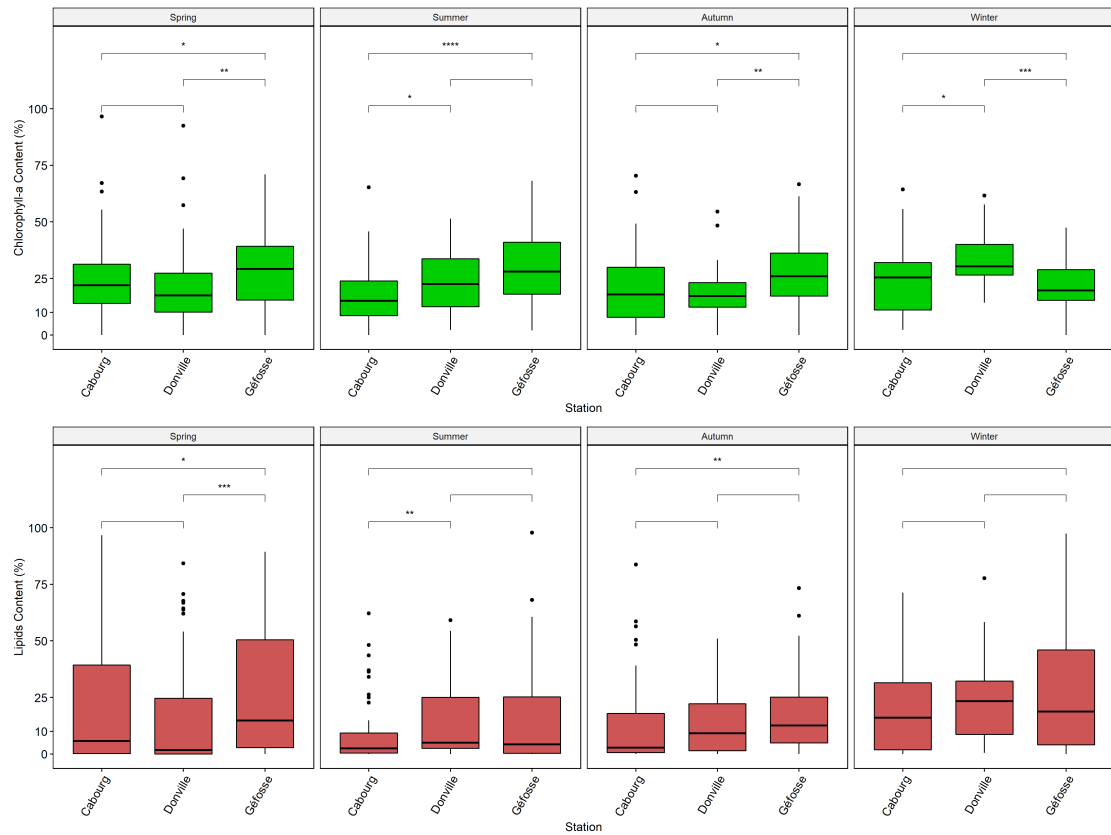 Spring Summer Autumn Winter
* **** * *
** * ** ***
Chlorophyll-a Content (%)
100
75
50
25
10
0
Cabourg Donville Géfosse Cabourg Donville Géfosse Cabourg Donville Géfosse Cabourg Donville Géfosse
Station
Spring Summer Autumn Winter
* **
***
**
Lipids Content (%)
100
75
50
25
10
0
Cabourg Donville Géfosse Cabourg Donville Géfosse Cabourg Donville Géfosse Cabourg Donville Géfosse
Station